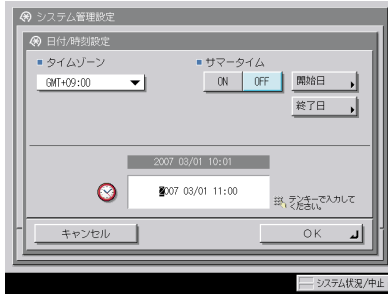 システム管理設定
日付/時刻設定
タイムゾーン
サマータイム
GMT+09:00
ON
OFF
開始日
終了日
2007 03/01 10:01
2007 03/01 11:00
テンキーで入力して
ください。
キャンセル
OK
システム状況/中止